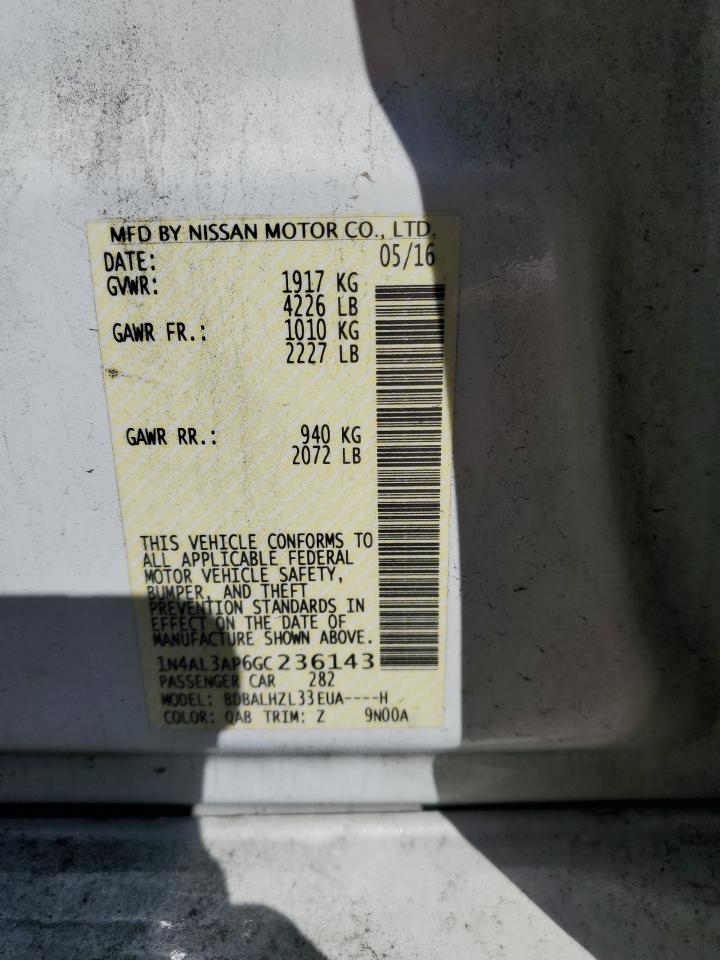 MFD BY NISSAN MOTOR CO., LTD.
DATE: 05/16
GVWR: 1917 KG
4226 LB
GAWR FR.: 1010 KG
2227 LB
GAWR RR.: 940 KG
2072 LB
THIS VEHICLE CONFORMS TO
ALL APPLICABLE FEDERAL
MOTOR VEHICLE SAFETY,
BUMPER, AND THEFT
PREVENTION STANDARDS IN
EFFECT ON THE DATE OF
MANUFACTURE SHOWN ABOVE.
1N4AL3AP6GC236143
PASSENGER CAR 282
MODEL: BDBALHZL33EUA----H
COLOR: QAB TRIM: Z 9N00A